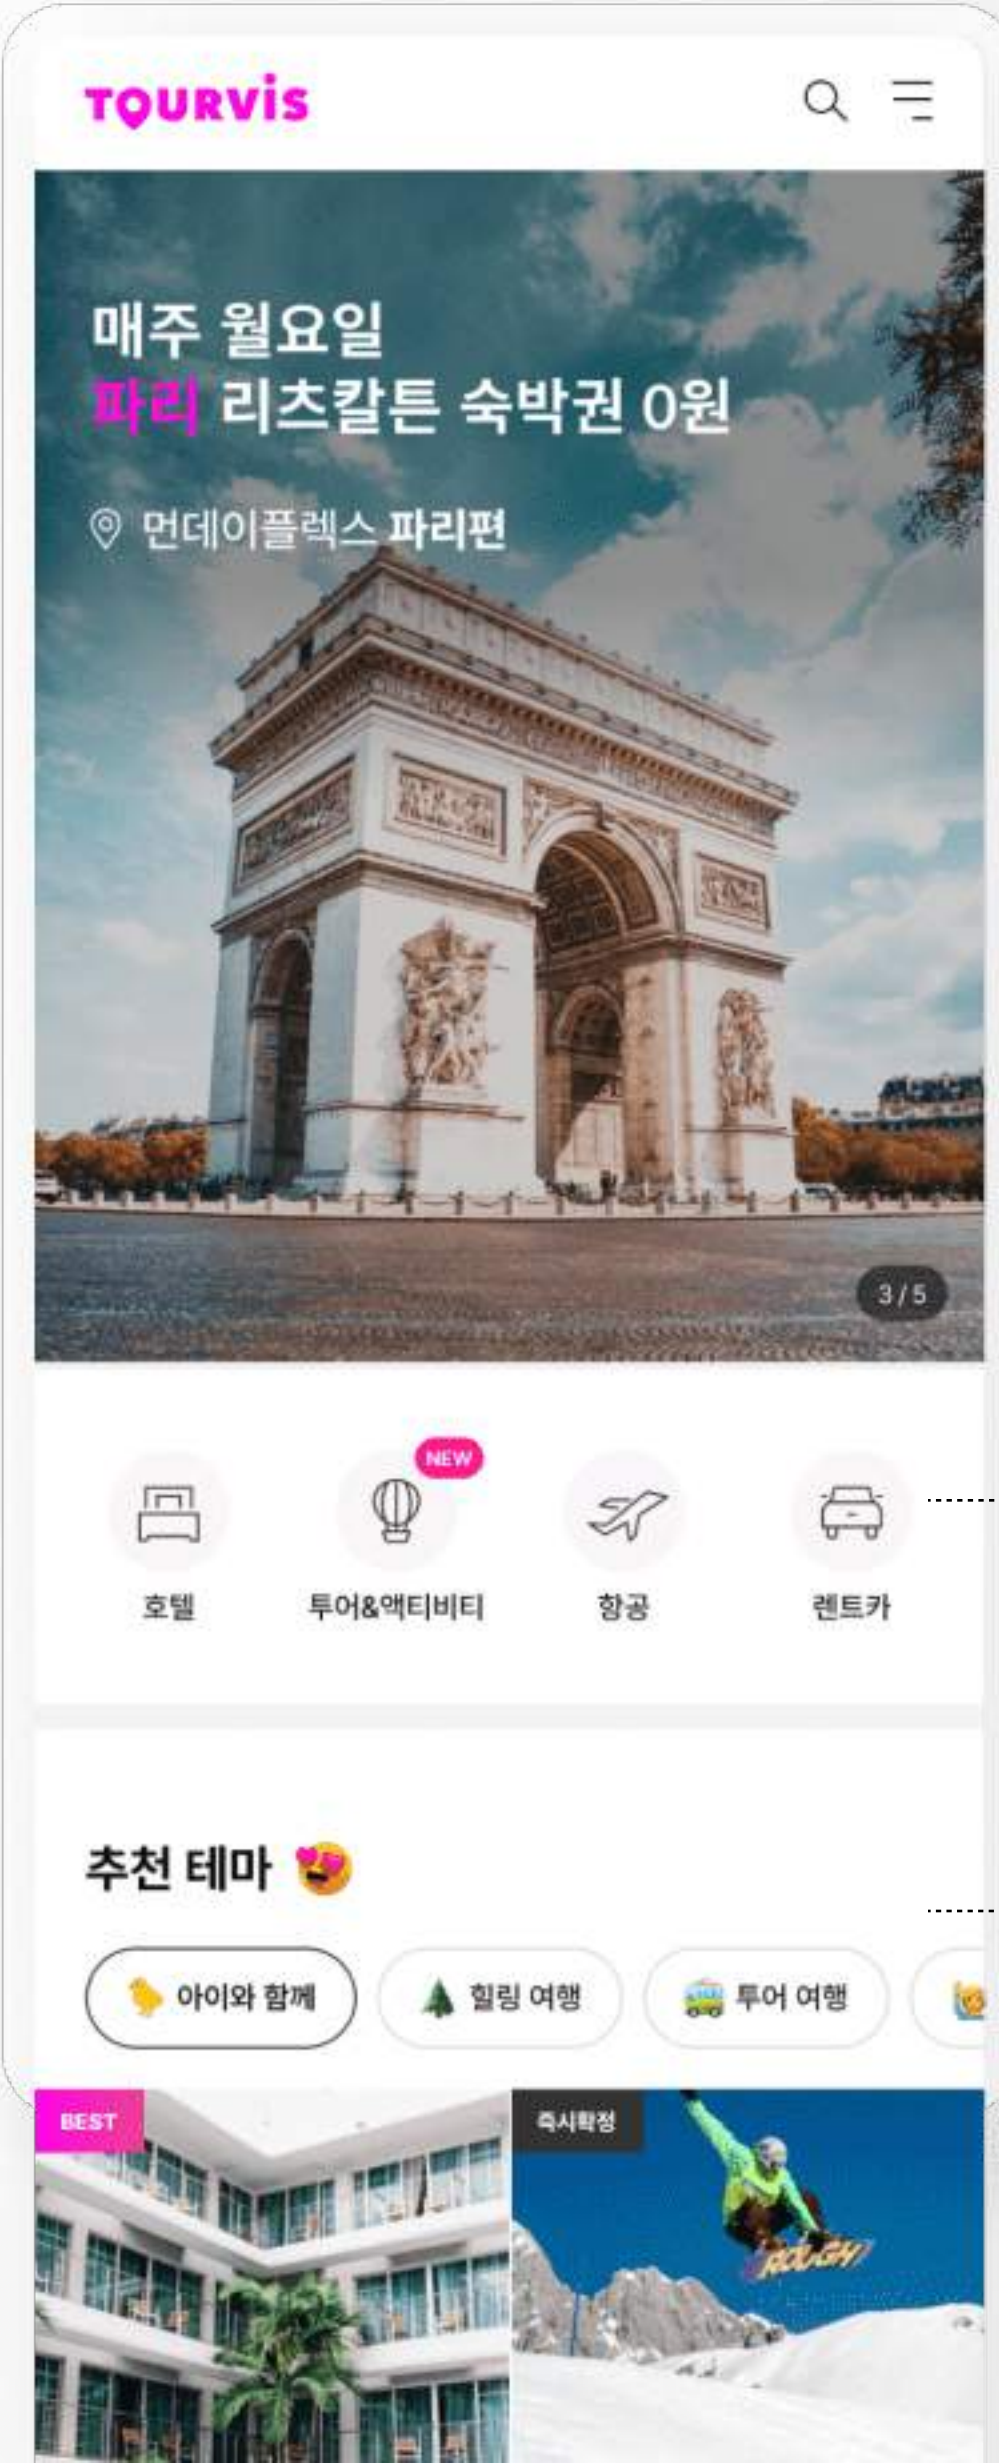 TOURVIS
매주 월요일
파리 리츠칼튼 숙박권 0원
먼데이플렉스 파리편
3 / 5
NEW
호텔
투어&액티비티
항공
렌트카
추천 테마 😍
🐤 아이와 함께
🌲 힐링 여행
🚎 투어 여행
BEST
즉시확정
ROUGH